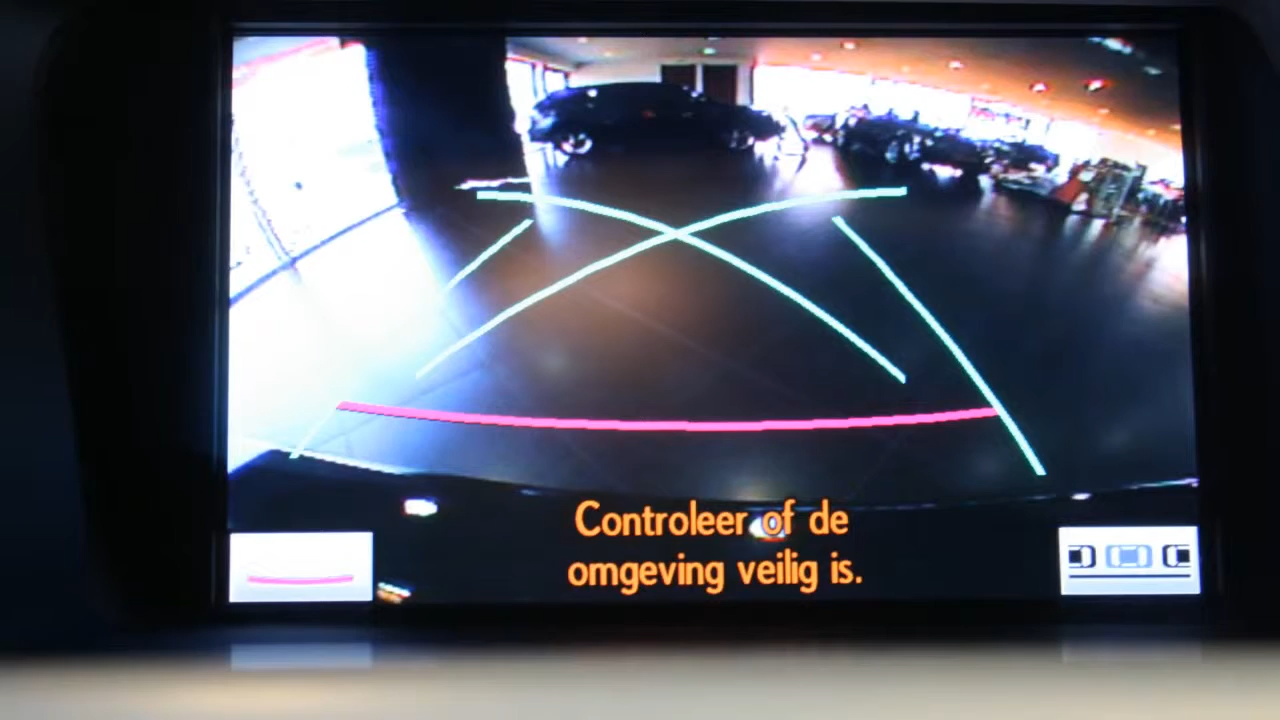 Controleer of de
omgeving veilig is.